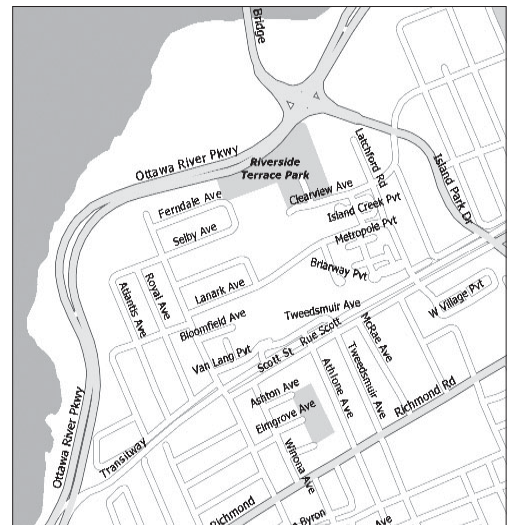 Bridge
Ottawa River Pkwy
Riverside
Terrace Park
Latchford Rd
Island Park Dr
Clearview Ave
Ferndale Ave
Island Creek Pvt
Selby Ave
Metropole Pvt
Briarway Pvt
Atlantis Ave
Royal Ave
Lanark Ave
W Village Pvt
Bloomfield Ave
Tweedsmuir Ave
Scott St
Rue Scott
McRae Ave
Van Lang Pvt
Athlone Ave
Tweedsmuir Ave
Ashton Ave
Elmgrove Ave
Richmond Rd
Ottawa River Pkwy
Transitway
Winona Ave
Richmond
Byron
Ave